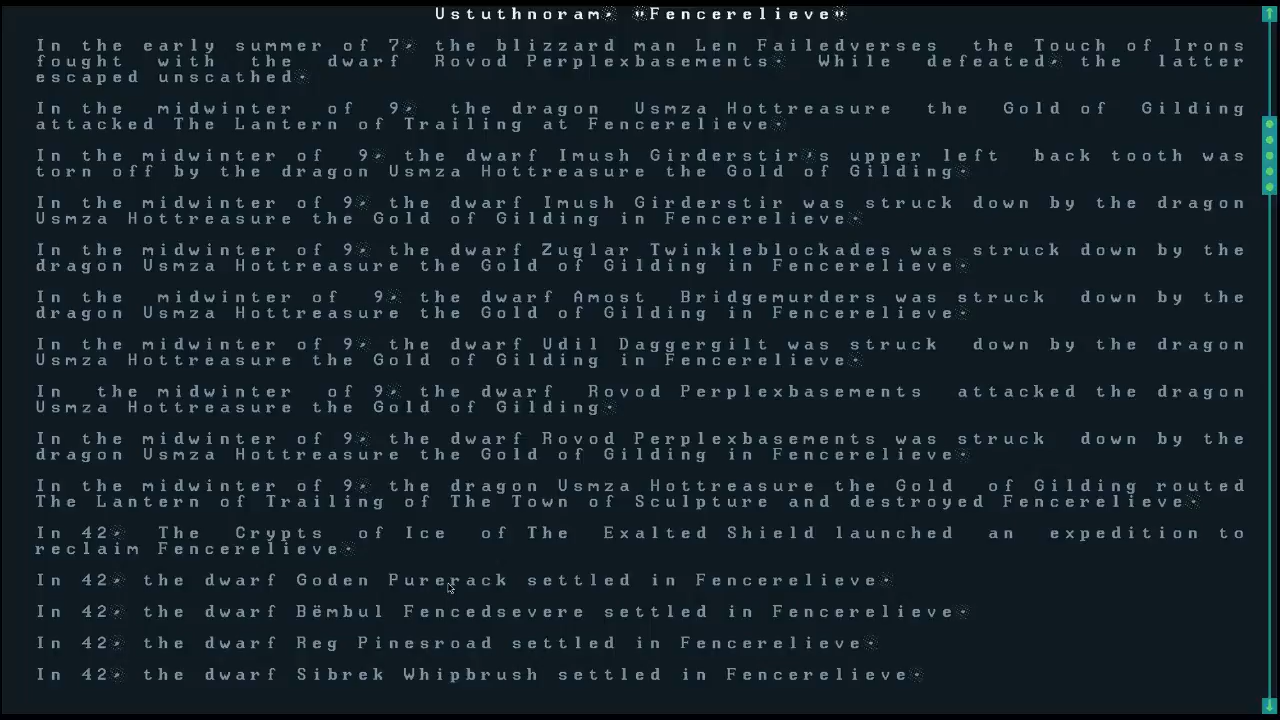 Ustuthnoram, "Fencerelieve"
In the early summer of 7, the blizzard man Len Failedverses the Touch of Irons
fought with the dwarf Rovod Perplexbasements. While defeated, the latter
escaped unscathed.
In the midwinter of 9, the dragon Usmza Hottreasure the Gold of Gilding
attacked The Lantern of Trailing at Fencerelieve.
In the midwinter of 9, the dwarf Imush Girderstir's upper left back tooth was
torn off by the dragon Usmza Hottreasure the Gold of Gilding.
In the midwinter of 9, the dwarf Imush Girderstir was struck down by the dragon
Usmza Hottreasure the Gold of Gilding in Fencerelieve.
In the midwinter of 9, the dwarf Zuglar Twinkleblockades was struck down by the
dragon Usmza Hottreasure the Gold of Gilding in Fencerelieve.
In the midwinter of 9, the dwarf Amost Bridgemurders was struck down by the
dragon Usmza Hottreasure the Gold of Gilding in Fencerelieve.
In the midwinter of 9, the dwarf Udil Daggergilt was struck down by the dragon
Usmza Hottreasure the Gold of Gilding in Fencerelieve.
In the midwinter of 9, the dwarf Rovod Perplexbasements attacked the dragon
Usmza Hottreasure the Gold of Gilding.
In the midwinter of 9, the dwarf Rovod Perplexbasements was struck down by the
dragon Usmza Hottreasure the Gold of Gilding in Fencerelieve.
In the midwinter of 9, the dragon Usmza Hottreasure the Gold of Gilding routed
The Lantern of Trailing of The Town of Sculpture and destroyed Fencerelieve.
In 42, The Crypts of Ice of The Exalted Shield launched an expedition to
reclaim Fencerelieve.
In 42, the dwarf Goden Purerack settled in Fencerelieve.
In 42, the dwarf Bëmbul Fencedsevere settled in Fencerelieve.
In 42, the dwarf Reg Pinesroad settled in Fencerelieve.
In 42, the dwarf Sibrek Whipbrush settled in Fencerelieve.